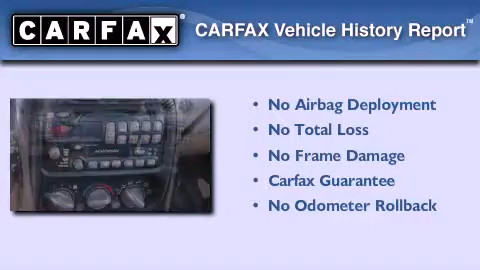 CARFAX® CARFAX Vehicle History Report™
• No Airbag Deployment
• No Total Loss
• No Frame Damage
• Carfax Guarantee
• No Odometer Rollback